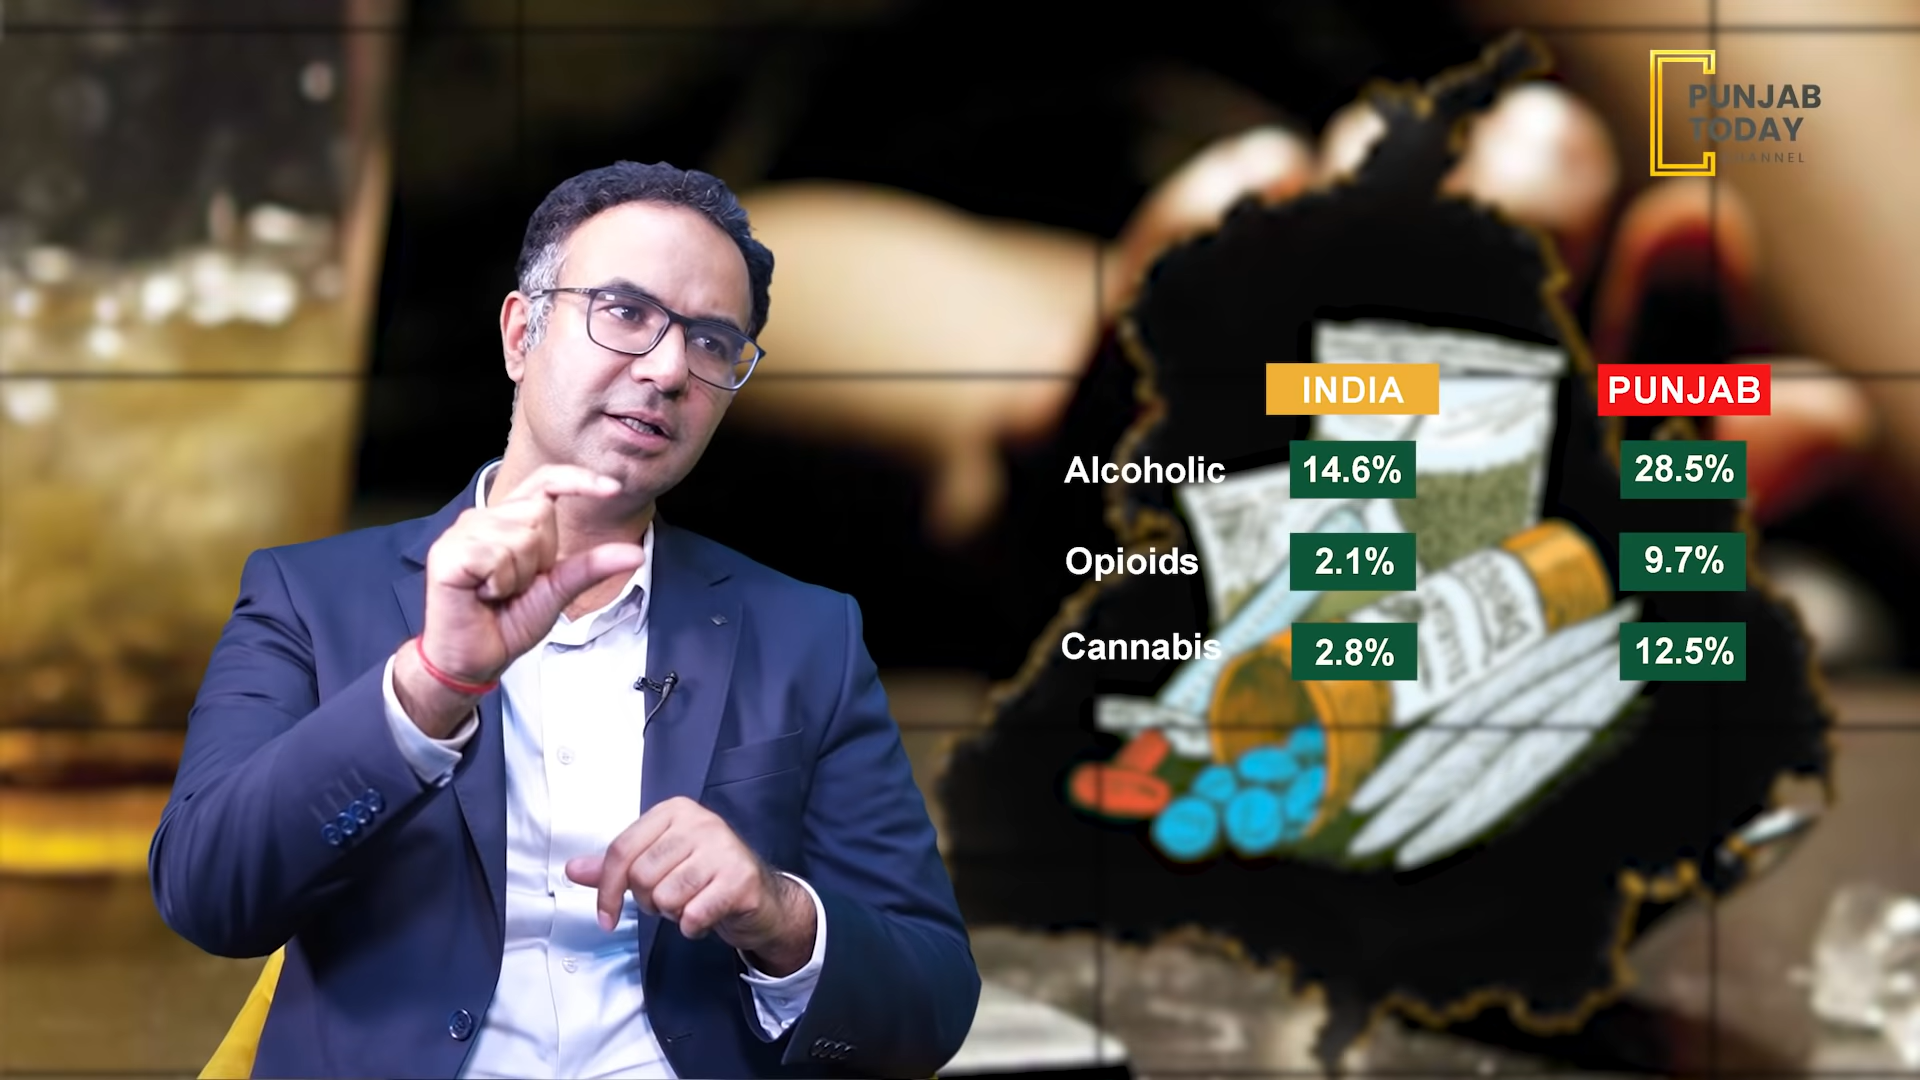 PUNJAB
TODAY
CHANNEL
INDIA PUNJAB
Alcoholic 14.6% 28.5%
Opioids 2.1% 9.7%
Cannabis 2.8% 12.5%